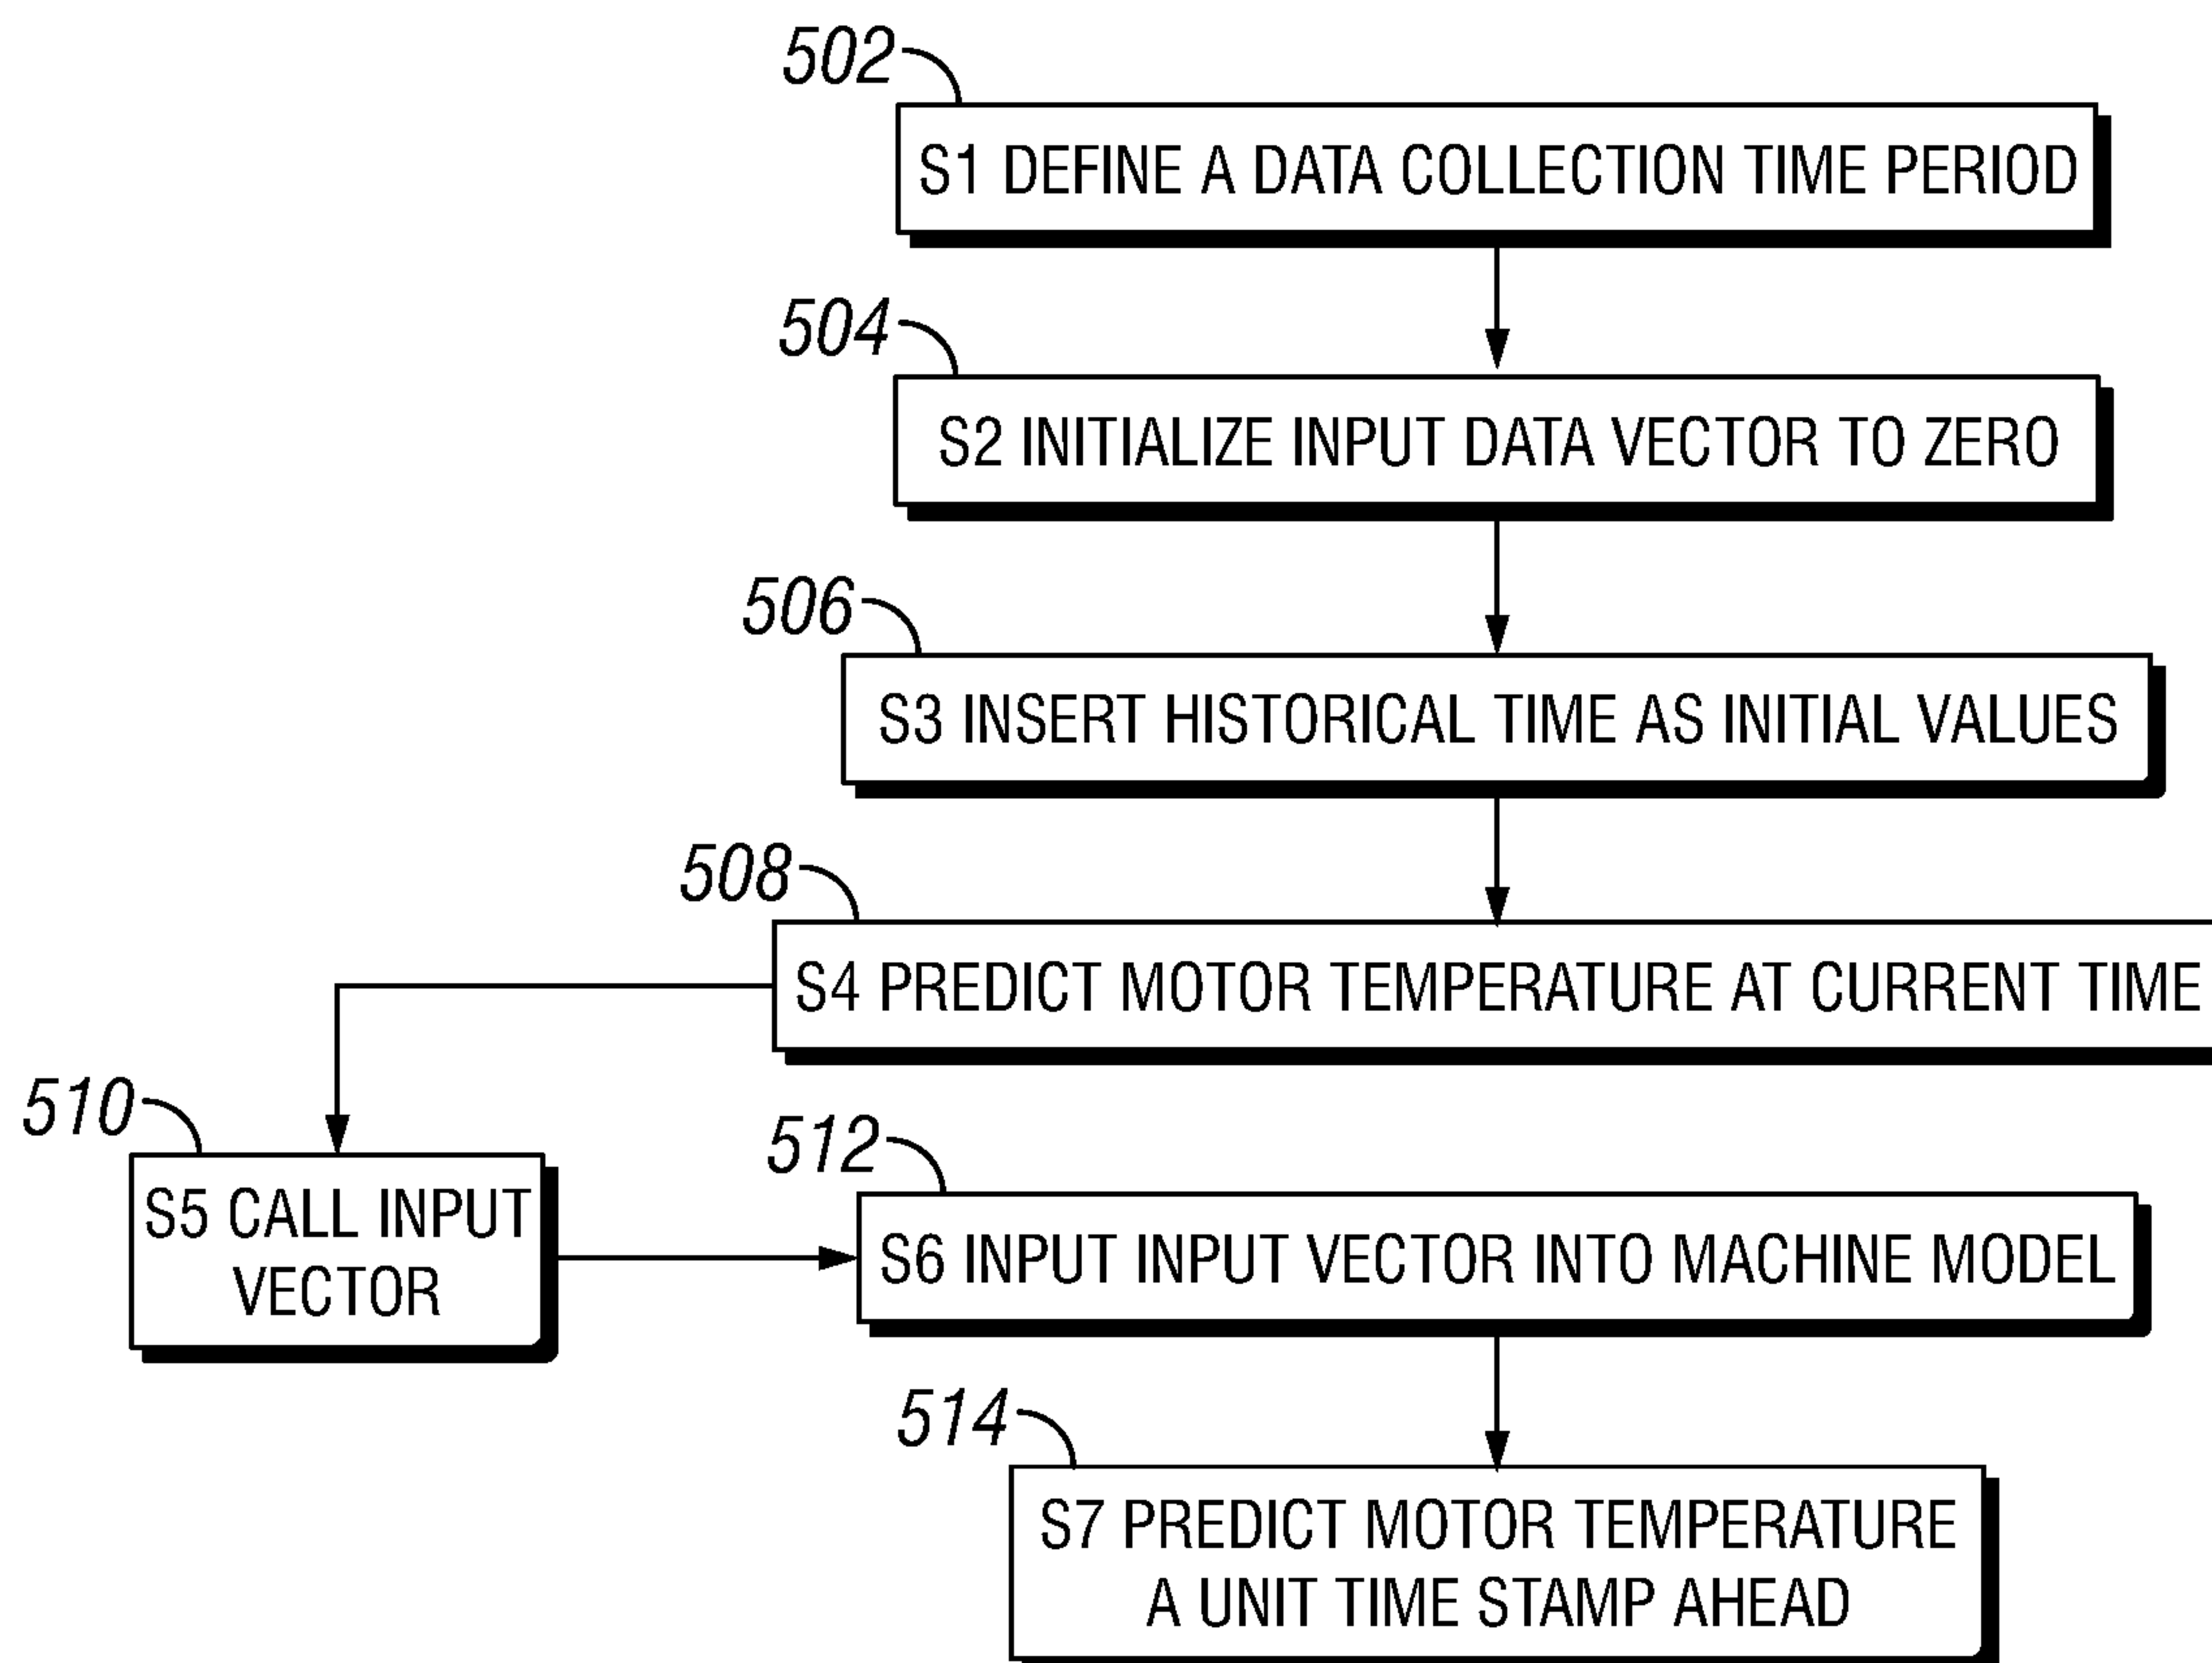 502
S1 DEFINE A DATA COLLECTION TIME PERIOD
504
S2 INITIALIZE INPUT DATA VECTOR TO ZERO
506
S3 INSERT HISTORICAL TIME AS INITIAL VALUES
508
S4 PREDICT MOTOR TEMPERATURE AT CURRENT TIME
510
S5 CALL INPUT
VECTOR
512
S6 INPUT INPUT VECTOR INTO MACHINE MODEL
514
S7 PREDICT MOTOR TEMPERATURE
A UNIT TIME STAMP AHEAD